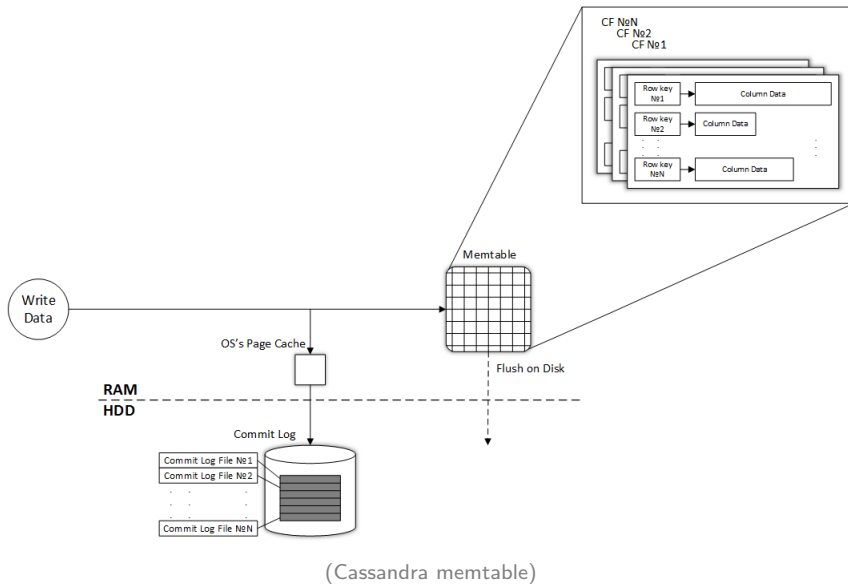 CF №N
CF №2
CF №1
Row key
№1
Column Data
Row key
№2
Column Data
Row key
№N
Column Data
Memtable
Write
Data
OS's Page Cache
Flush on Disk
RAM
HDD
Commit Log
Commit Log File №1
Commit Log File №2
Commit Log File №N
(Cassandra memtable)